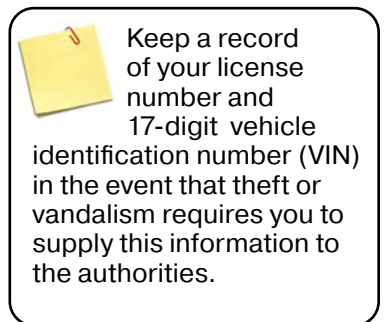 Keep a record
of your license
number and
17-digit vehicle
identification number (VIN)
in the event that theft or
vandalism requires you to
supply this information to
the authorities.